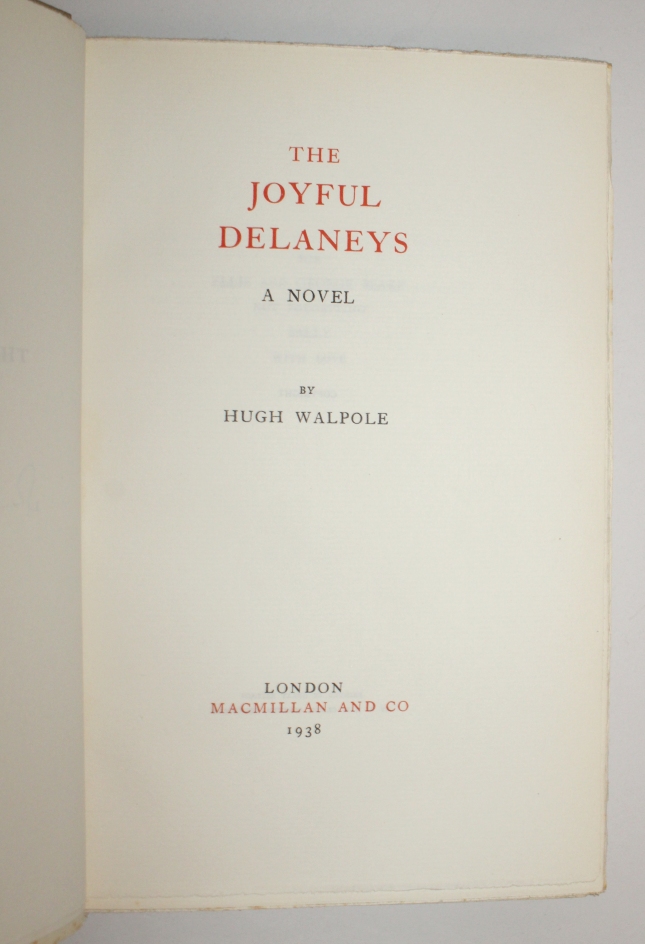 THE
JOYFUL
DELANEYS
A NOVEL
BY
HUGH WALPOLE
LONDON
MACMILLAN AND CO
1938